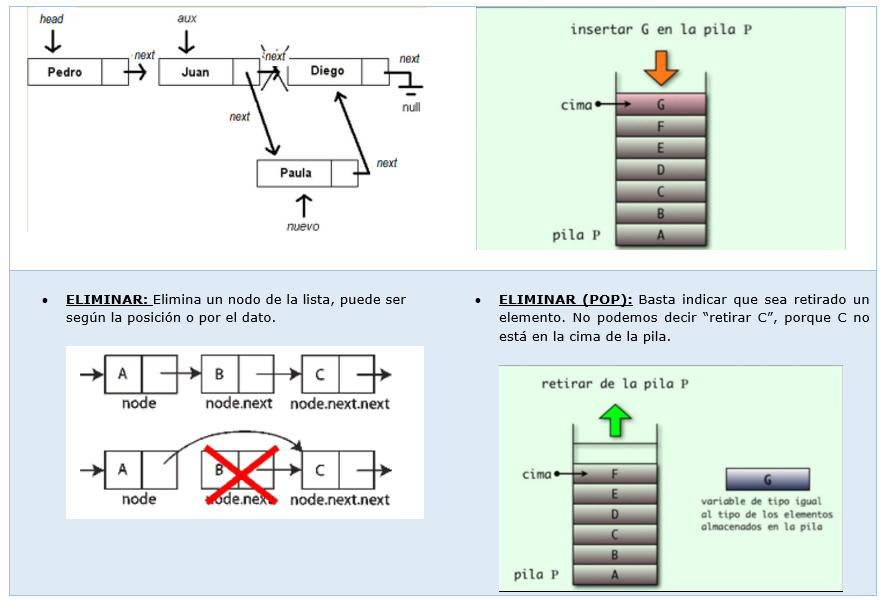 head
aux
next
next
next
Pedro
Juan
Diego
null
next
next
Paula
nuevo
insertar G en la pila P
cima
G
F
E
D
C
B
A
pila P
• ELIMINAR: Elimina un nodo de la lista, puede ser
según la posición o por el dato.
A
B
C
node
node.next
node.next.next
A
B
C
node
node.next
node.next.next
• ELIMINAR (POP): Basta indicar que sea retirado un
elemento. No podemos decir “retirar C”, porque C no
está en la cima de la pila.
retirar de la pila P
cima
F
E
D
C
B
A
pila P
G
variable de tipo igual
al tipo de los elementos
almacenados en la pila